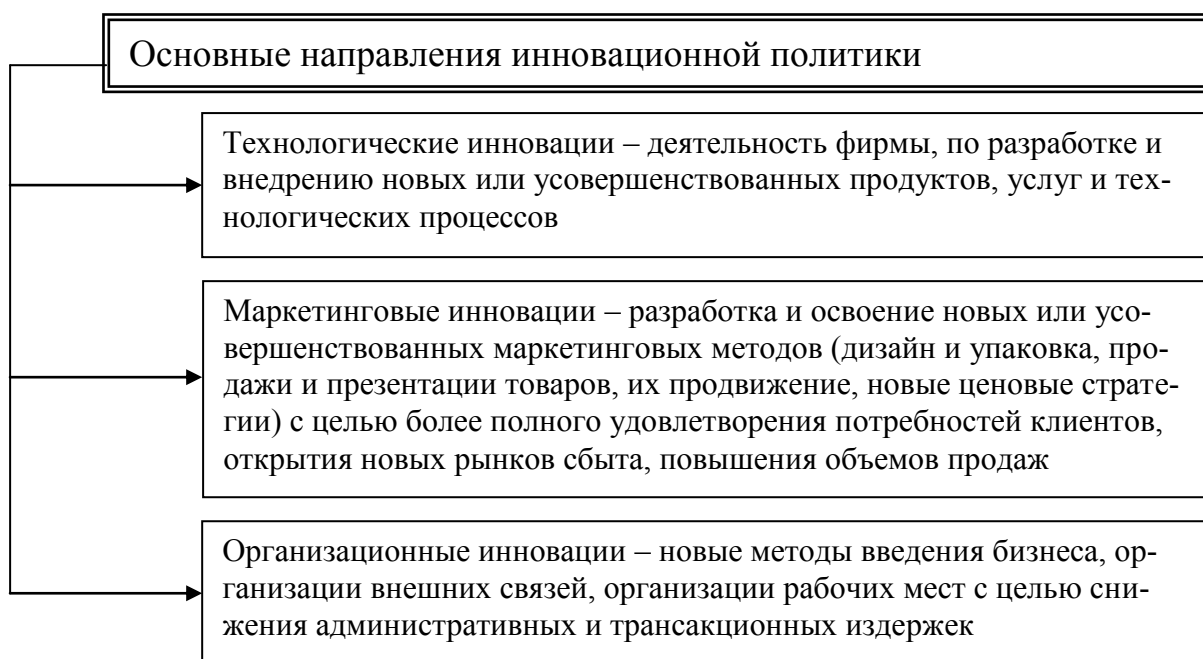 Основные направления инновационной политики
Технологические инновации – деятельность фирмы, по разработке и
внедрению новых или усовершенствованных продуктов, услуг и тех-
нологических процессов
Маркетинговые инновации – разработка и освоение новых или усо-
вершенствованных маркетинговых методов (дизайн и упаковка, про-
дажи и презентации товаров, их продвижение, новые ценовые страте-
гии) с целью более полного удовлетворения потребностей клиентов,
открытия новых рынков сбыта, повышения объемов продаж
Организационные инновации – новые методы введения бизнеса, ор-
ганизации внешних связей, организации рабочих мест с целью сни-
жения административных и трансакционных издержек